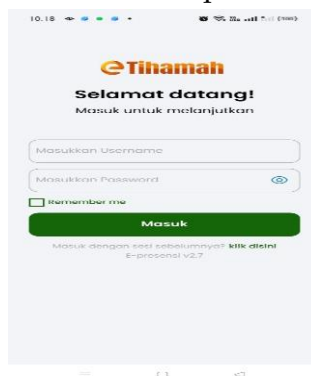 10.18
eTihamah
Selamat datang!
Masuk untuk melanjutkan
Masukkan Username
Masukkan Password
Remember me
Masuk
Masuk dengan sesi sebelumnya? klik disini
E-presensi v2.7